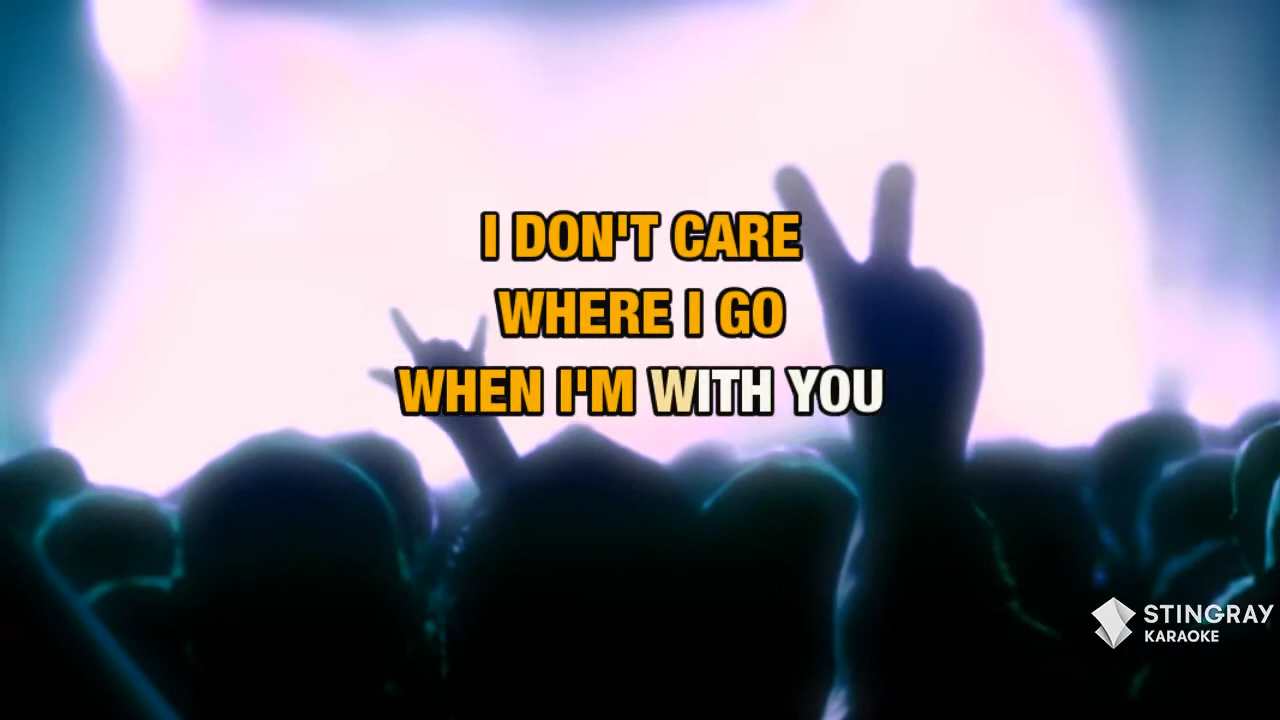 I DON'T CARE
WHERE I GO
WHEN I'M WITH YOU
STINGRAY
KARAOKE